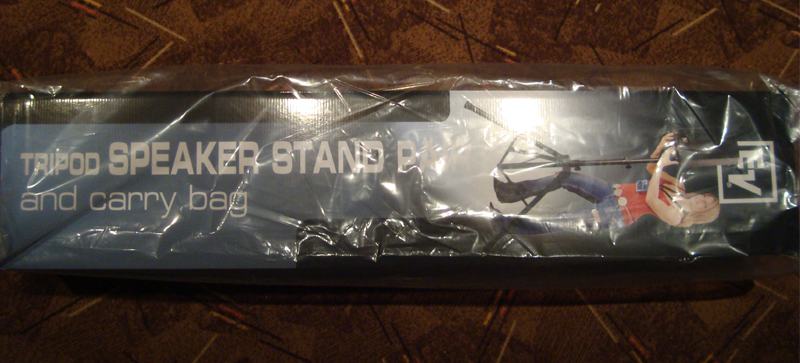 TRIPOD SPEAKER STAND
and carry bag